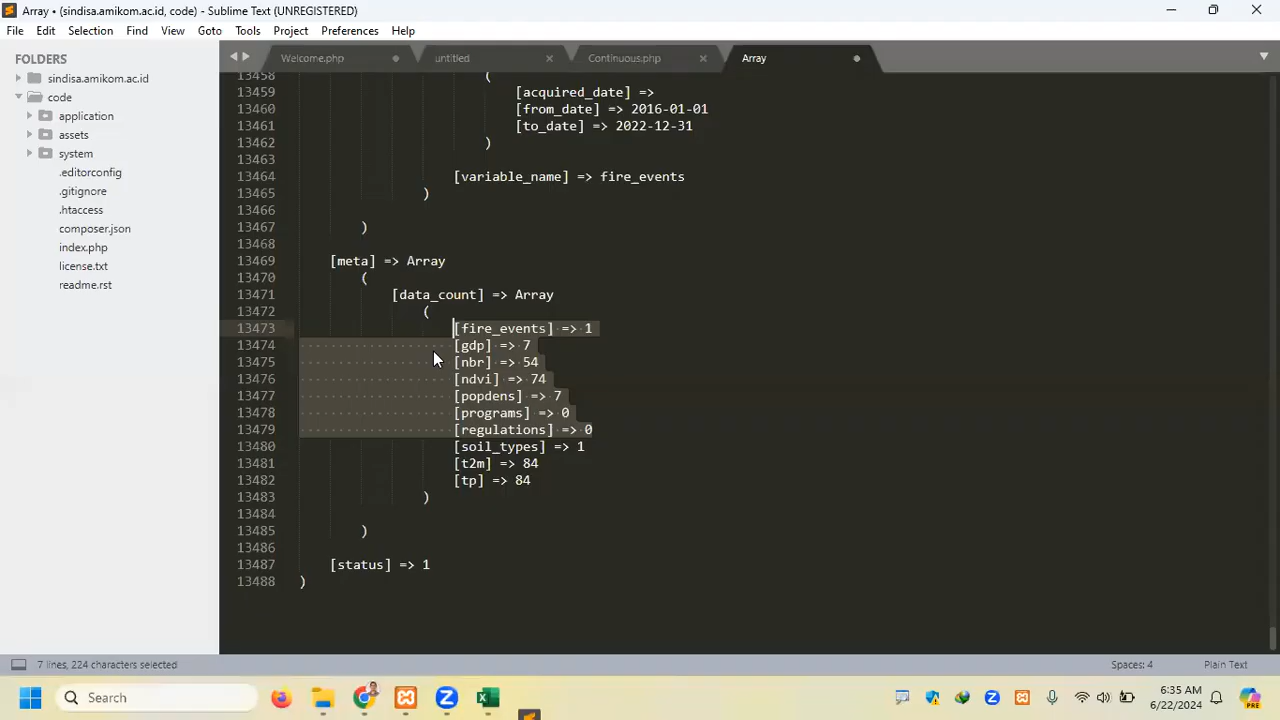 Array • (sindisa.amikom.ac.id, code) - Sublime Text (UNREGISTERED)
File Edit Selection Find View Goto Tools Project Preferences Help
FOLDERS
sindisa.amikom.ac.id
code
application
assets
system
.editorconfig
.gitignore
.htaccess
composer.json
index.php
license.txt
readme.rst
Welcome.php untitled Continuous.php Array
13458 (
13459 [acquired_date] =>
13460 [from_date] => 2016-01-01
13461 [to_date] => 2022-12-31
13462 )
13463
13464 [variable_name] => fire_events
13465 )
13466
13467 )
13468
13469 [meta] => Array
13470 (
13471 [data_count] => Array
13472 (
13473 [fire_events] => 1
13474 [gdp] => 7
13475 [nbr] => 54
13476 [ndvi] => 74
13477 [popdens] => 7
13478 [programs] => 0
13479 [regulations] => 0
13480 [soil_types] => 1
13481 [t2m] => 84
13482 [tp] => 84
13483 )
13484
13485 )
13486
13487 [status] => 1
13488 )
7 lines, 224 characters selected Spaces: 4 Plain Text
Search
6:35 AM
6/22/2024
PRE